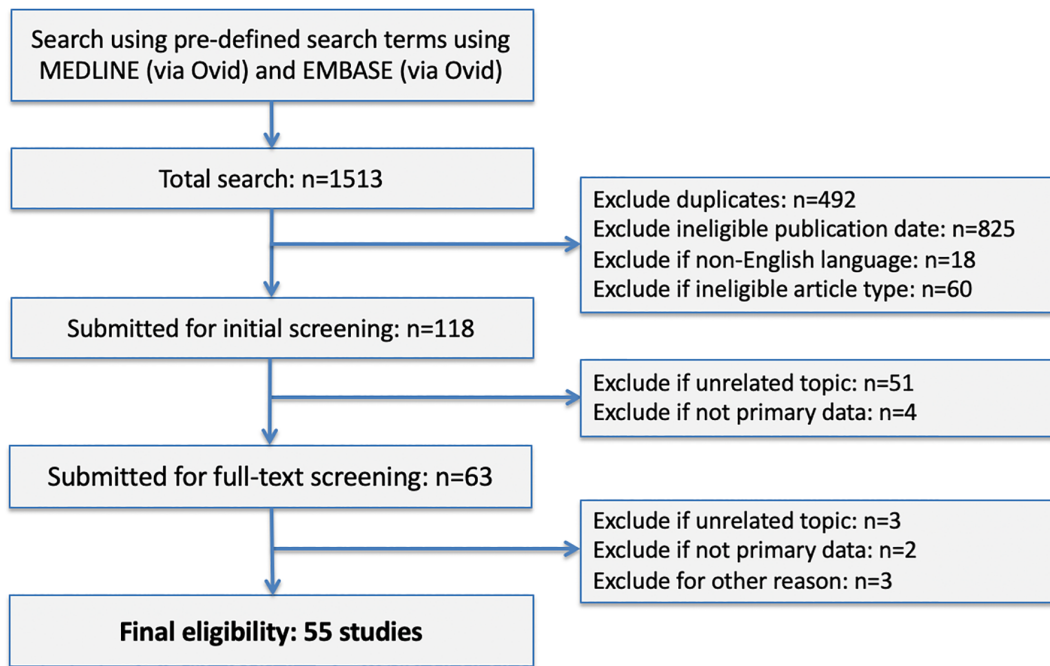 Search using pre-defined search terms using
MEDLINE (via Ovid) and EMBASE (via Ovid)
Total search: n=1513
Exclude duplicates: n=492
Exclude ineligible publication date: n=825
Exclude if non-English language: n=18
Exclude if ineligible article type: n=60
Submitted for initial screening: n=118
Exclude if unrelated topic: n=51
Exclude if not primary data: n=4
Submitted for full-text screening: n=63
Exclude if unrelated topic: n=3
Exclude if not primary data: n=2
Exclude for other reason: n=3
Final eligibility: 55 studies